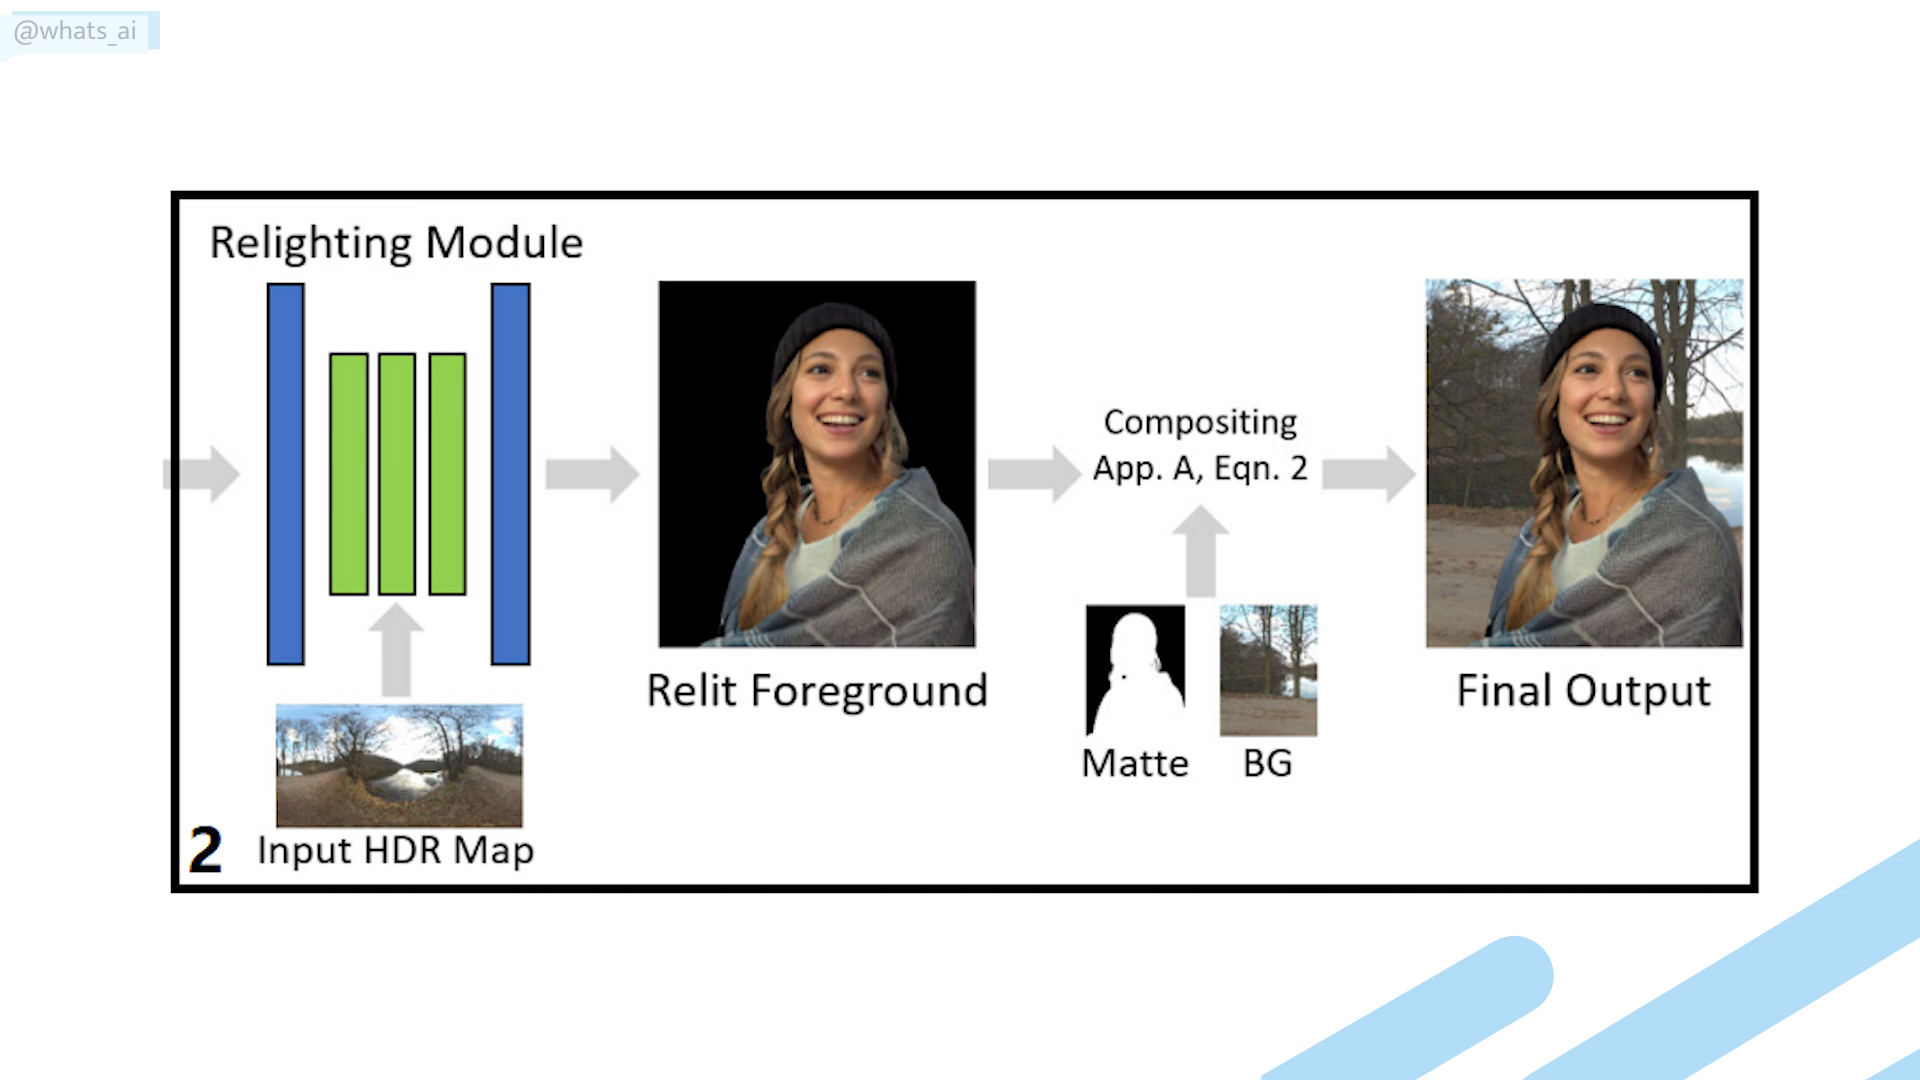 @whats_ai
Relighting Module
Compositing
App. A, Eqn. 2
Relit Foreground
Final Output
Matte
BG
2
Input HDR Map